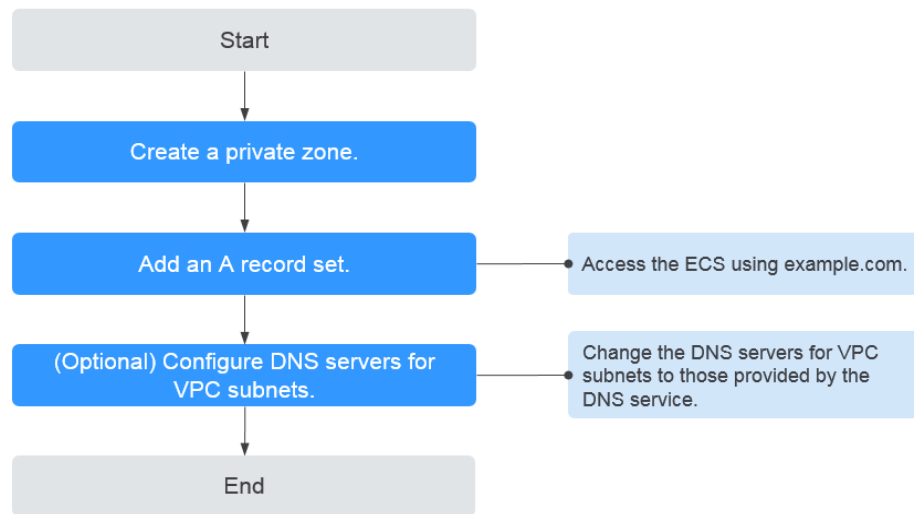 Start
Create a private zone.
Add an A record set.
Access the ECS using example.com.
(Optional) Configure DNS servers for
VPC subnets.
Change the DNS servers for VPC
subnets to those provided by the
DNS service.
End